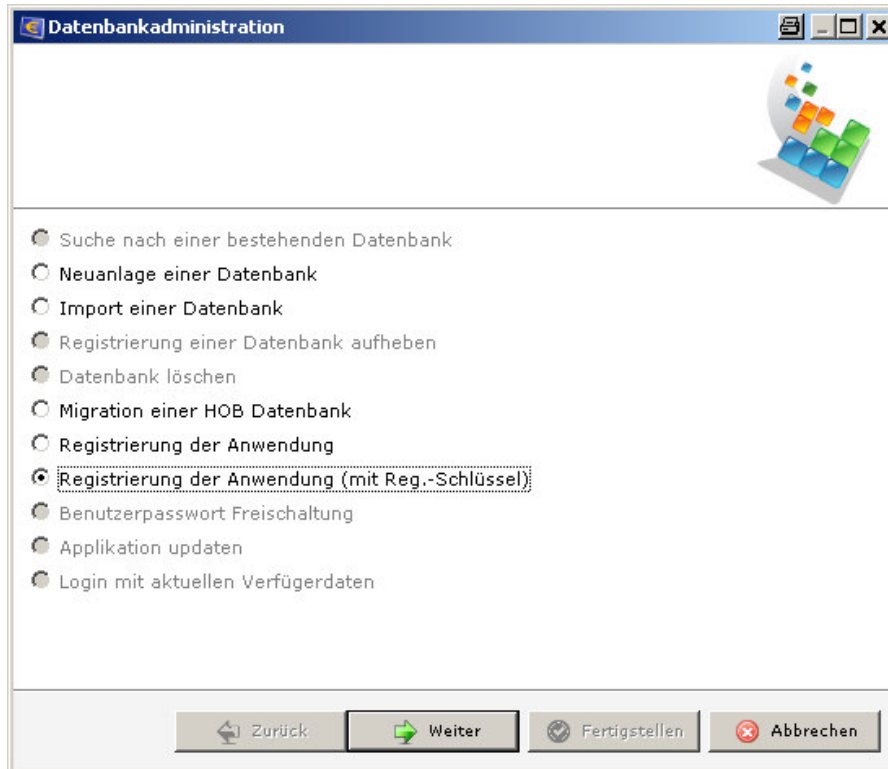 Datenbankadministration
Suche nach einer bestehenden Datenbank
Neuanlage einer Datenbank
Import einer Datenbank
Registrierung einer Datenbank aufheben
Datenbank löschen
Migration einer HOB Datenbank
Registrierung der Anwendung
Registrierung der Anwendung (mit Reg.-Schlüssel)
Benutzerpasswort Freischaltung
Applikation updaten
Login mit aktuellen Verfügerdaten
Zurück Weiter Fertigstellen Abbrechen